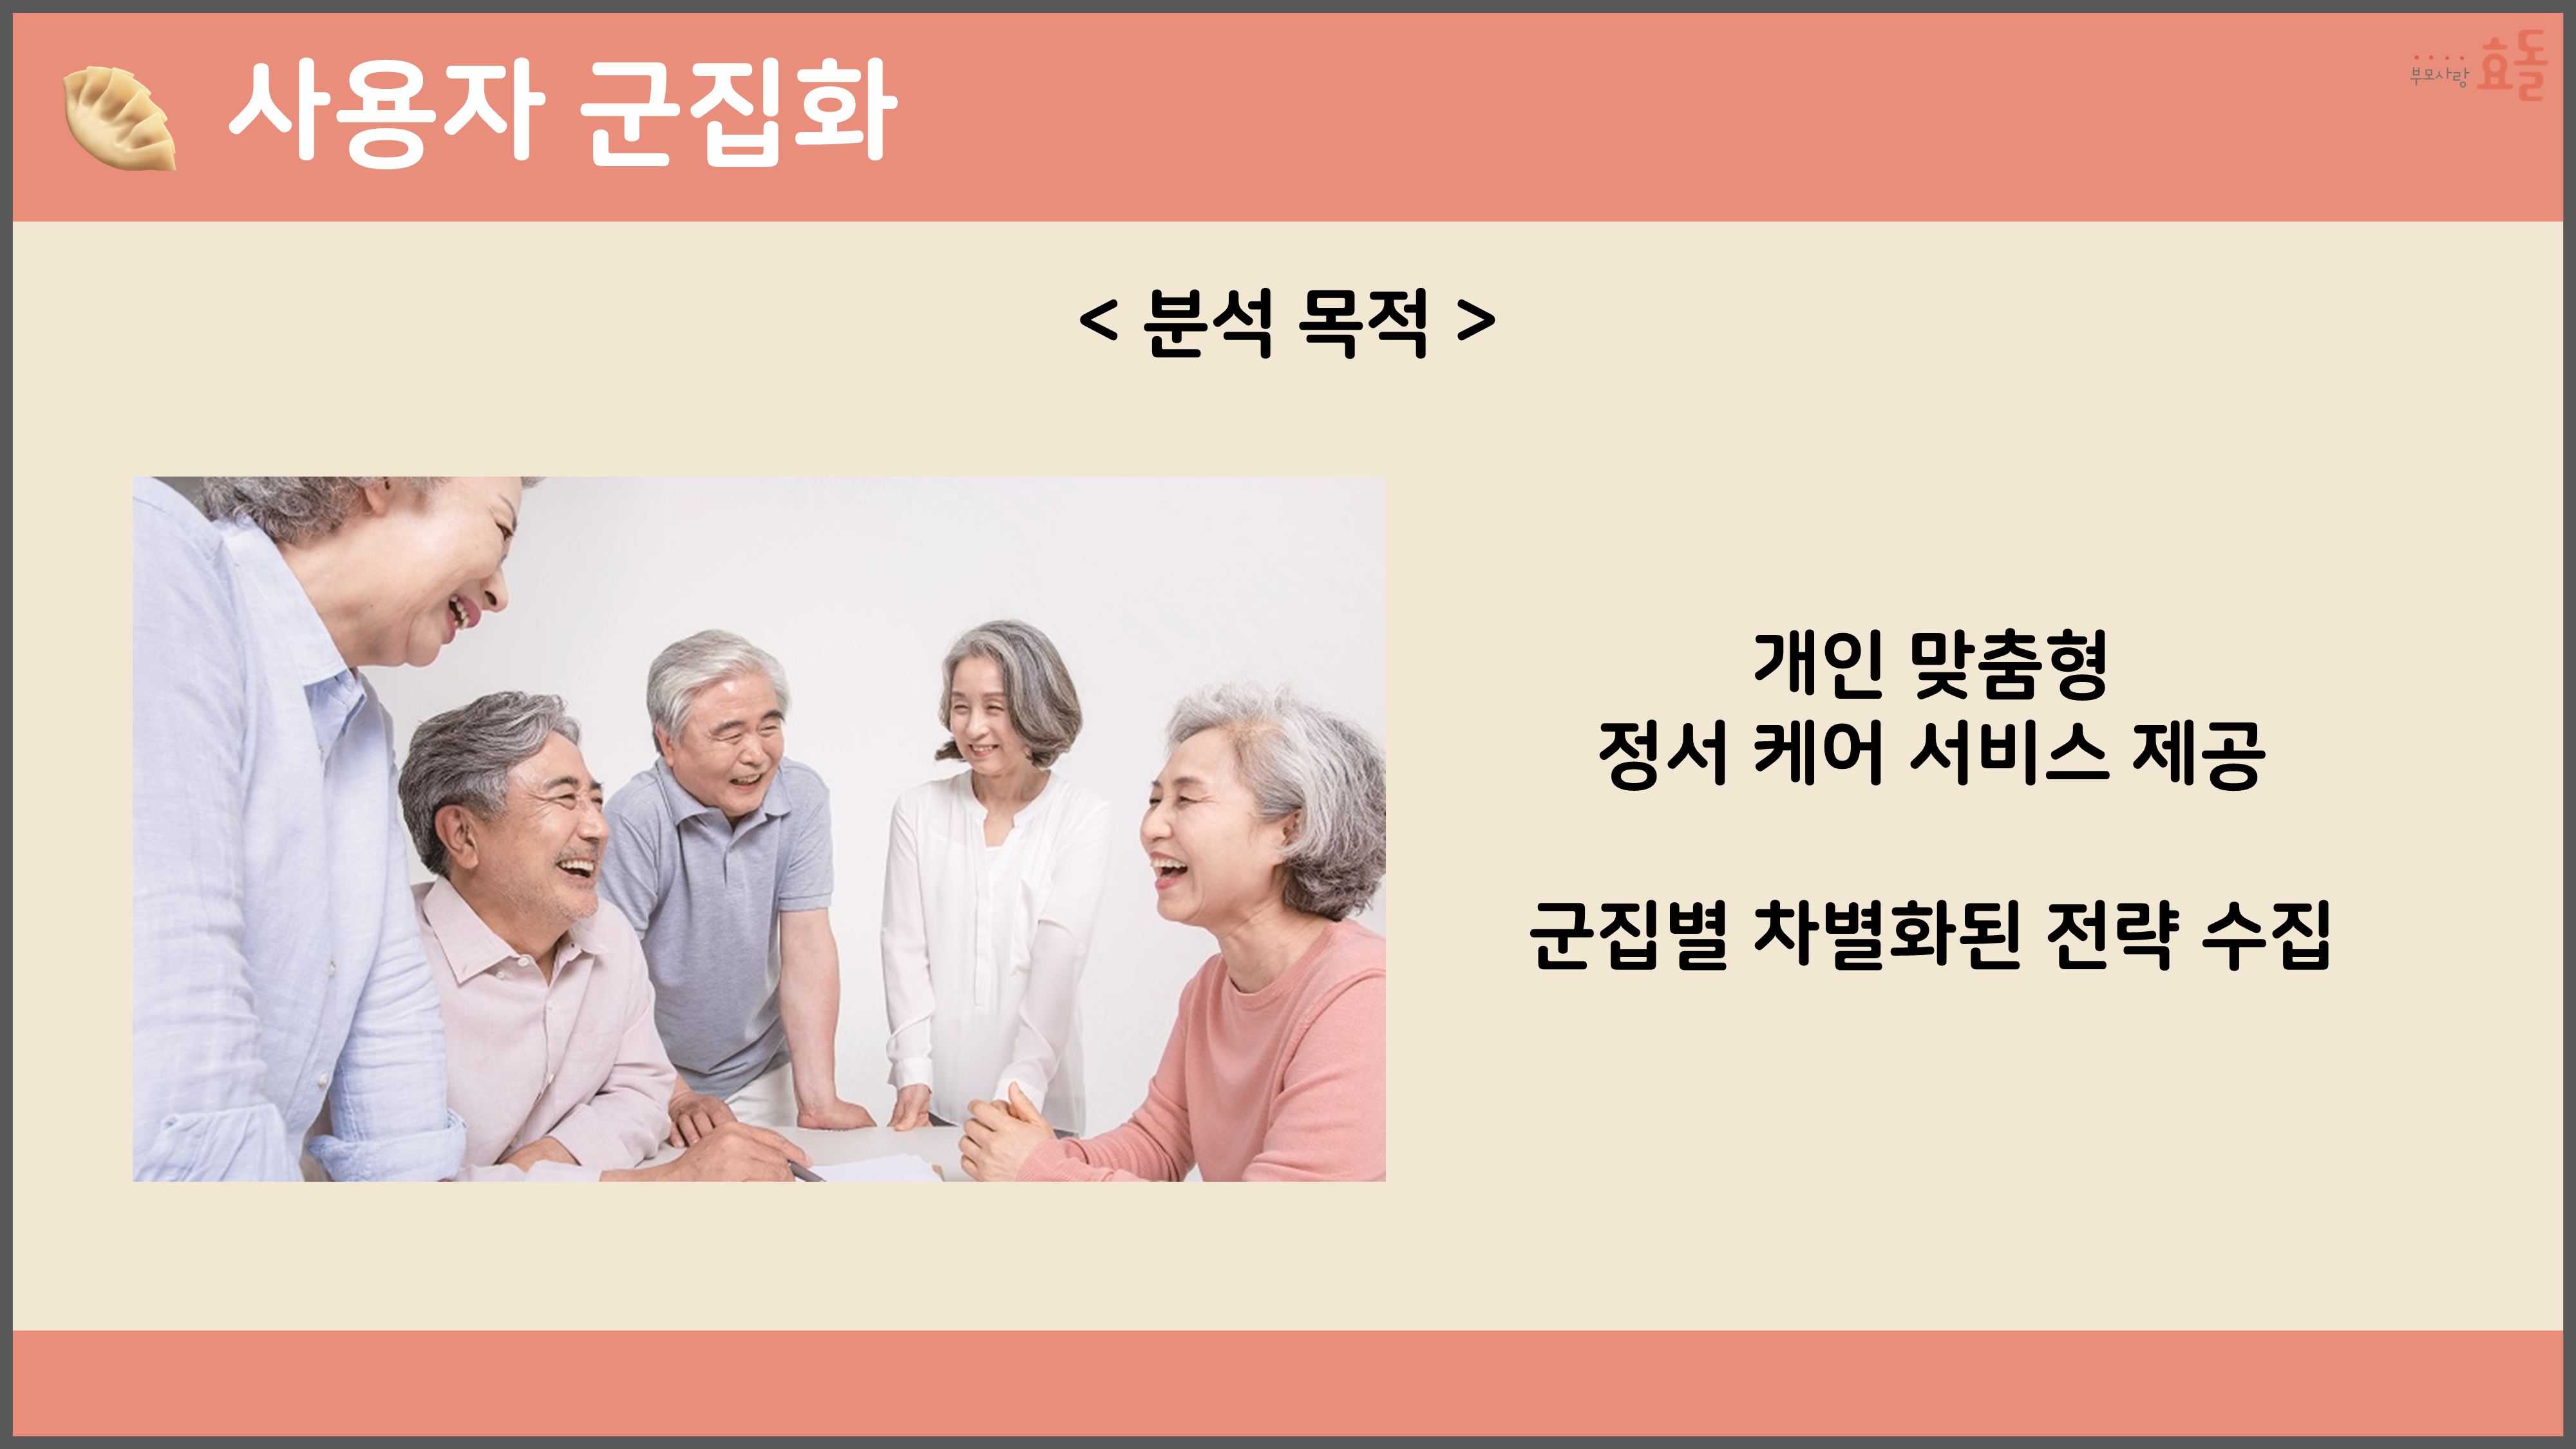 사용자 군집화
부모사랑 효돌
< 분석 목적 >
개인 맞춤형
정서 케어 서비스 제공
군집별 차별화된 전략 수집